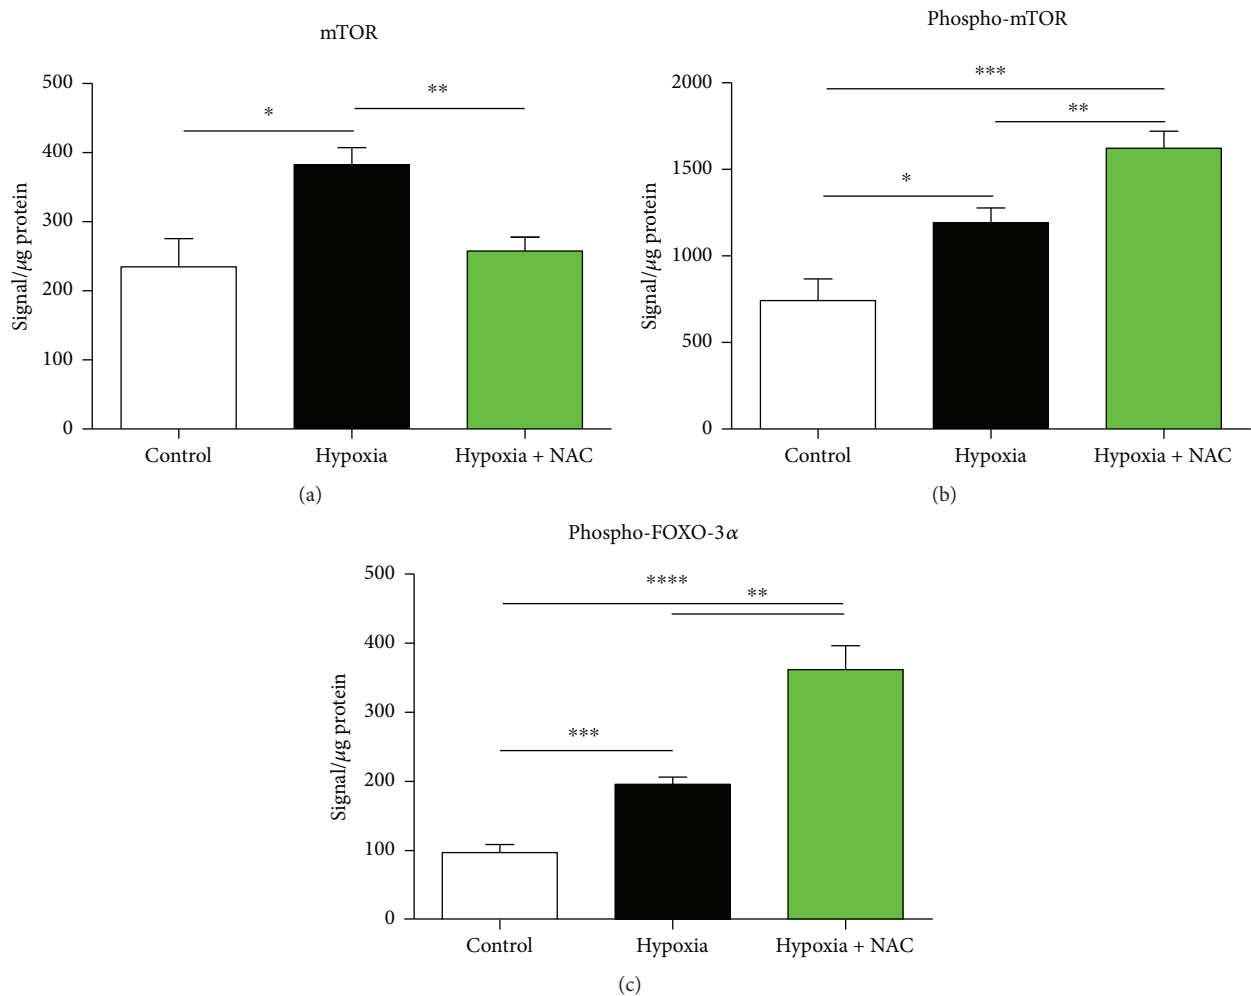 mTOR
500
400
300
200
100
0
Signal/μg protein
*
**
Control
Hypoxia
Hypoxia + NAC
(a)
Phospho-mTOR
2000
1500
1000
500
0
Signal/μg protein
***
**
*
Control
Hypoxia
Hypoxia + NAC
(b)
Phospho-FOXO-3α
500
400
300
200
100
0
Signal/μg protein
****
**
***
Control
Hypoxia
Hypoxia + NAC
(c)